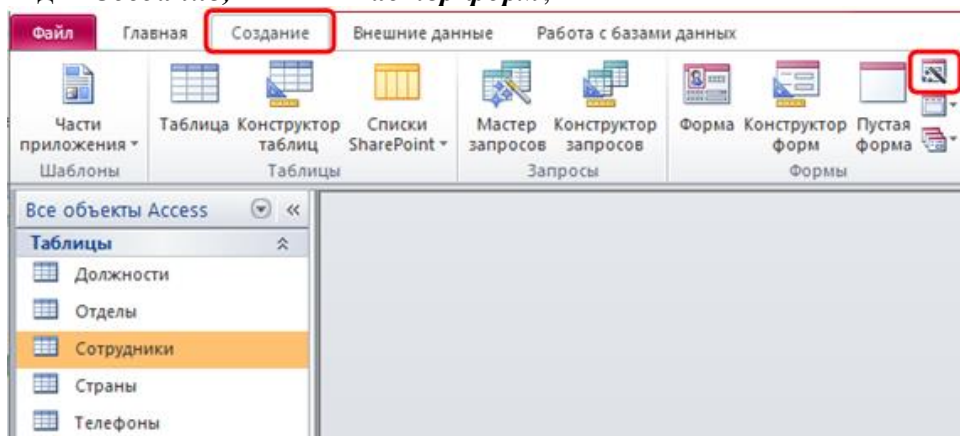 Файл Главная Создание Внешние данные Работа с базами данных
Части приложения
Таблица
Конструктор таблиц
Списки SharePoint
Мастер запросов
Конструктор запросов
Форма
Конструктор форм
Пустая форма
Шаблоны Таблицы Запросы Формы
Все объекты Access
Таблицы
Должности
Отделы
Сотрудники
Страны
Телефоны